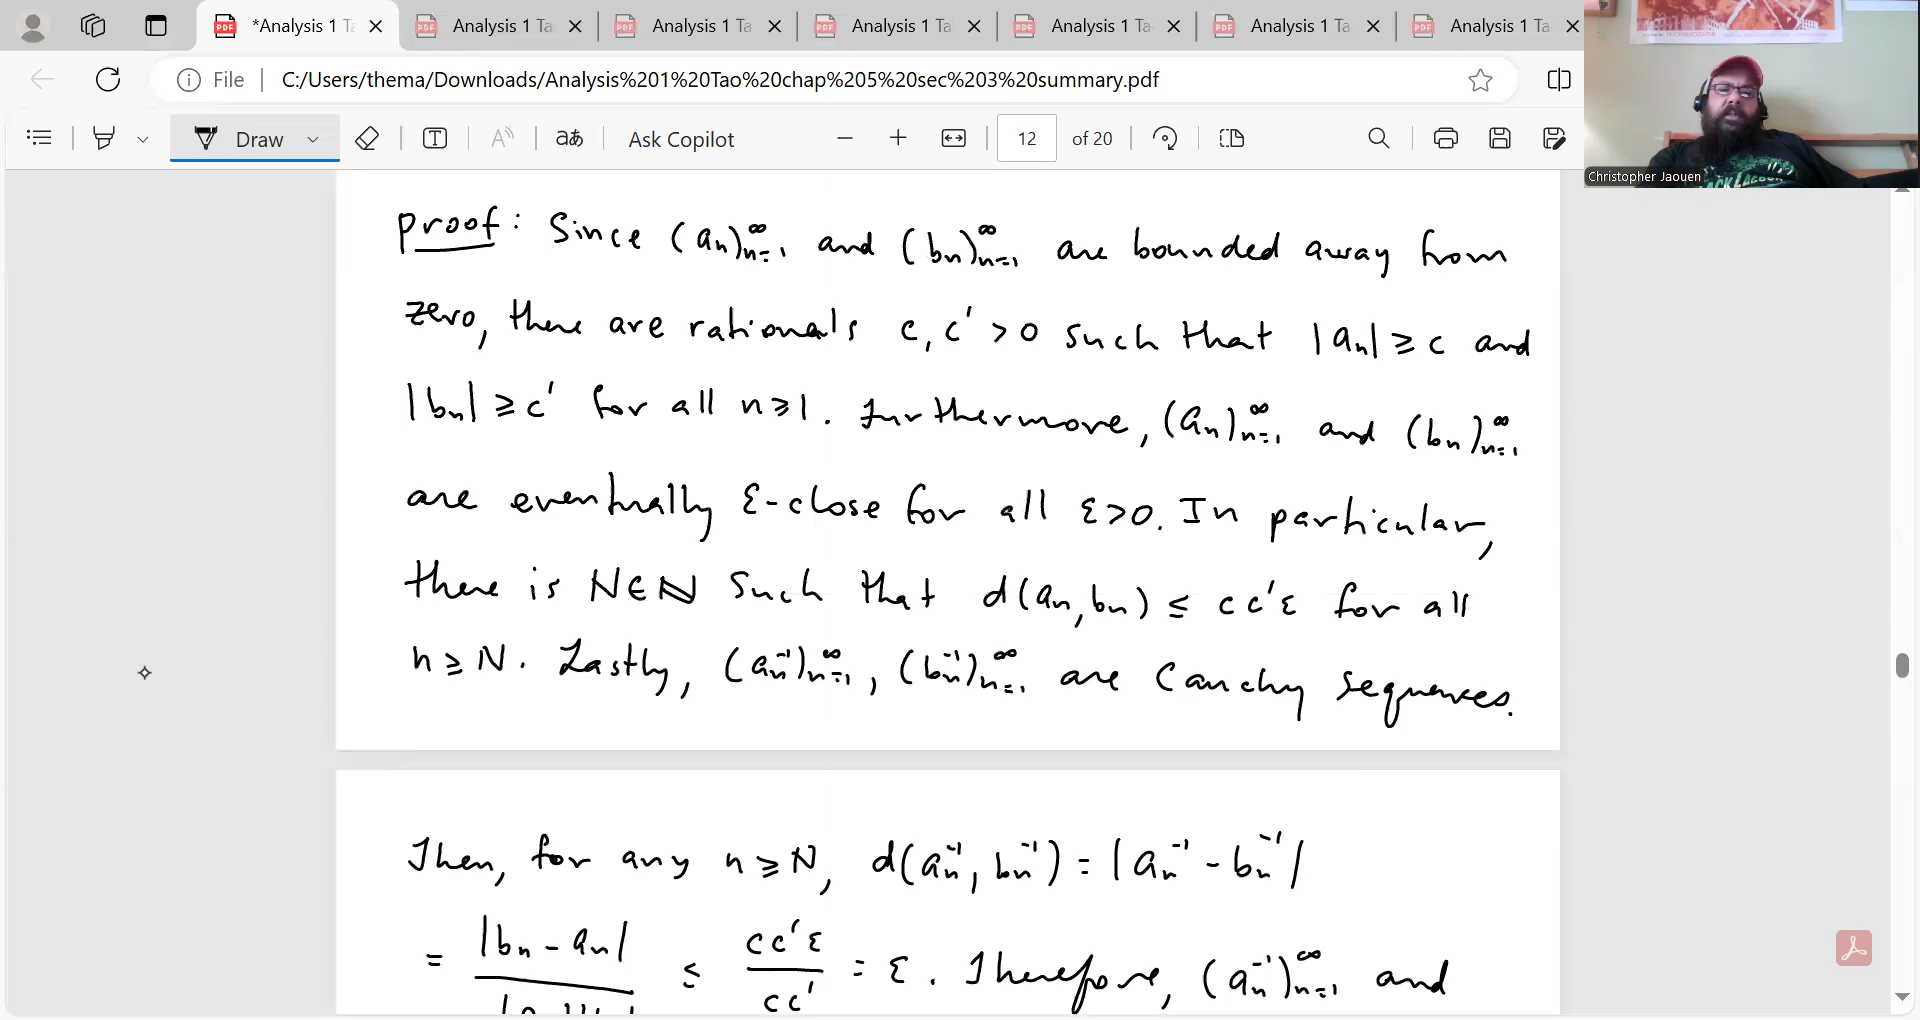 *Analysis 1 Ta
Analysis 1 Ta
Analysis 1 Ta
Analysis 1 Ta
Analysis 1 Ta
Analysis 1 Ta
Analysis 1 Ta
File C:/Users/thema/Downloads/Analysis%201%20Tao%20chap%205%20sec%203%20summary.pdf
Draw
Ask Copilot
12 of 20
Christopher Jaouen
Proof: Since (aₙ)ₙ₌₁^∞ and (bₙ)ₙ₌₁^∞ are bounded away from
zero, there are rationals c, c' > 0 such that |aₙ| ≥ c and
|bₙ| ≥ c' for all n ≥ 1. Furthermore, (aₙ)ₙ₌₁^∞ and (bₙ)ₙ₌₁^∞
are eventually ε-close for all ε > 0. In particular,
there is N ∈ ℕ such that d(aₙ, bₙ) ≤ cc'ε for all
n ≥ N. Lastly, (aₙ⁻¹)ₙ₌₁^∞, (bₙ⁻¹)ₙ₌₁^∞ are Cauchy sequences.
Then, for any n ≥ N, d(aₙ⁻¹, bₙ⁻¹) = |aₙ⁻¹ - bₙ⁻¹|
= |bₙ - aₙ| ≤ cc'ε / cc' = ε. Therefore, (aₙ⁻¹)ₙ₌₁^∞ and